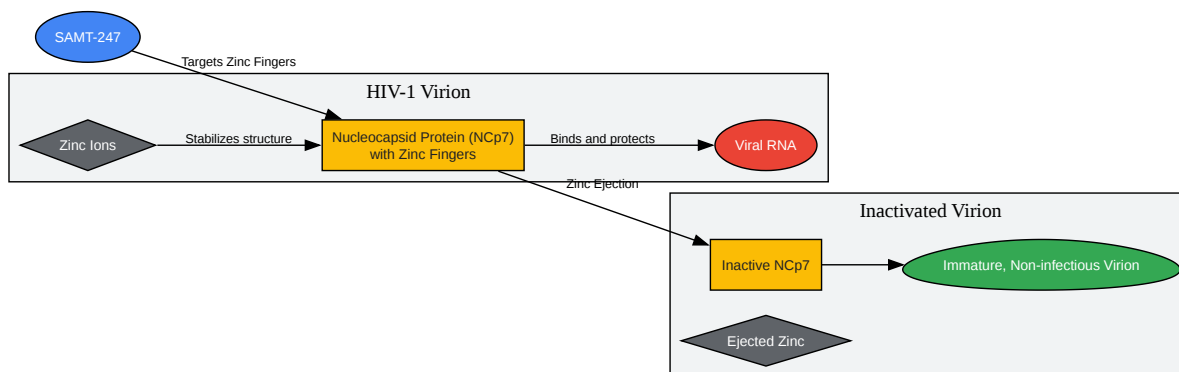 SAMT-247
Targets Zinc Fingers
HIV-1 Virion
Zinc Ions
Stabilizes structure
Nucleocapsid Protein (NCp7)
with Zinc Fingers
Binds and protects
Viral RNA
Zinc Ejection
Inactivated Virion
Inactive NCp7
Immature, Non-infectious Virion
Ejected Zinc